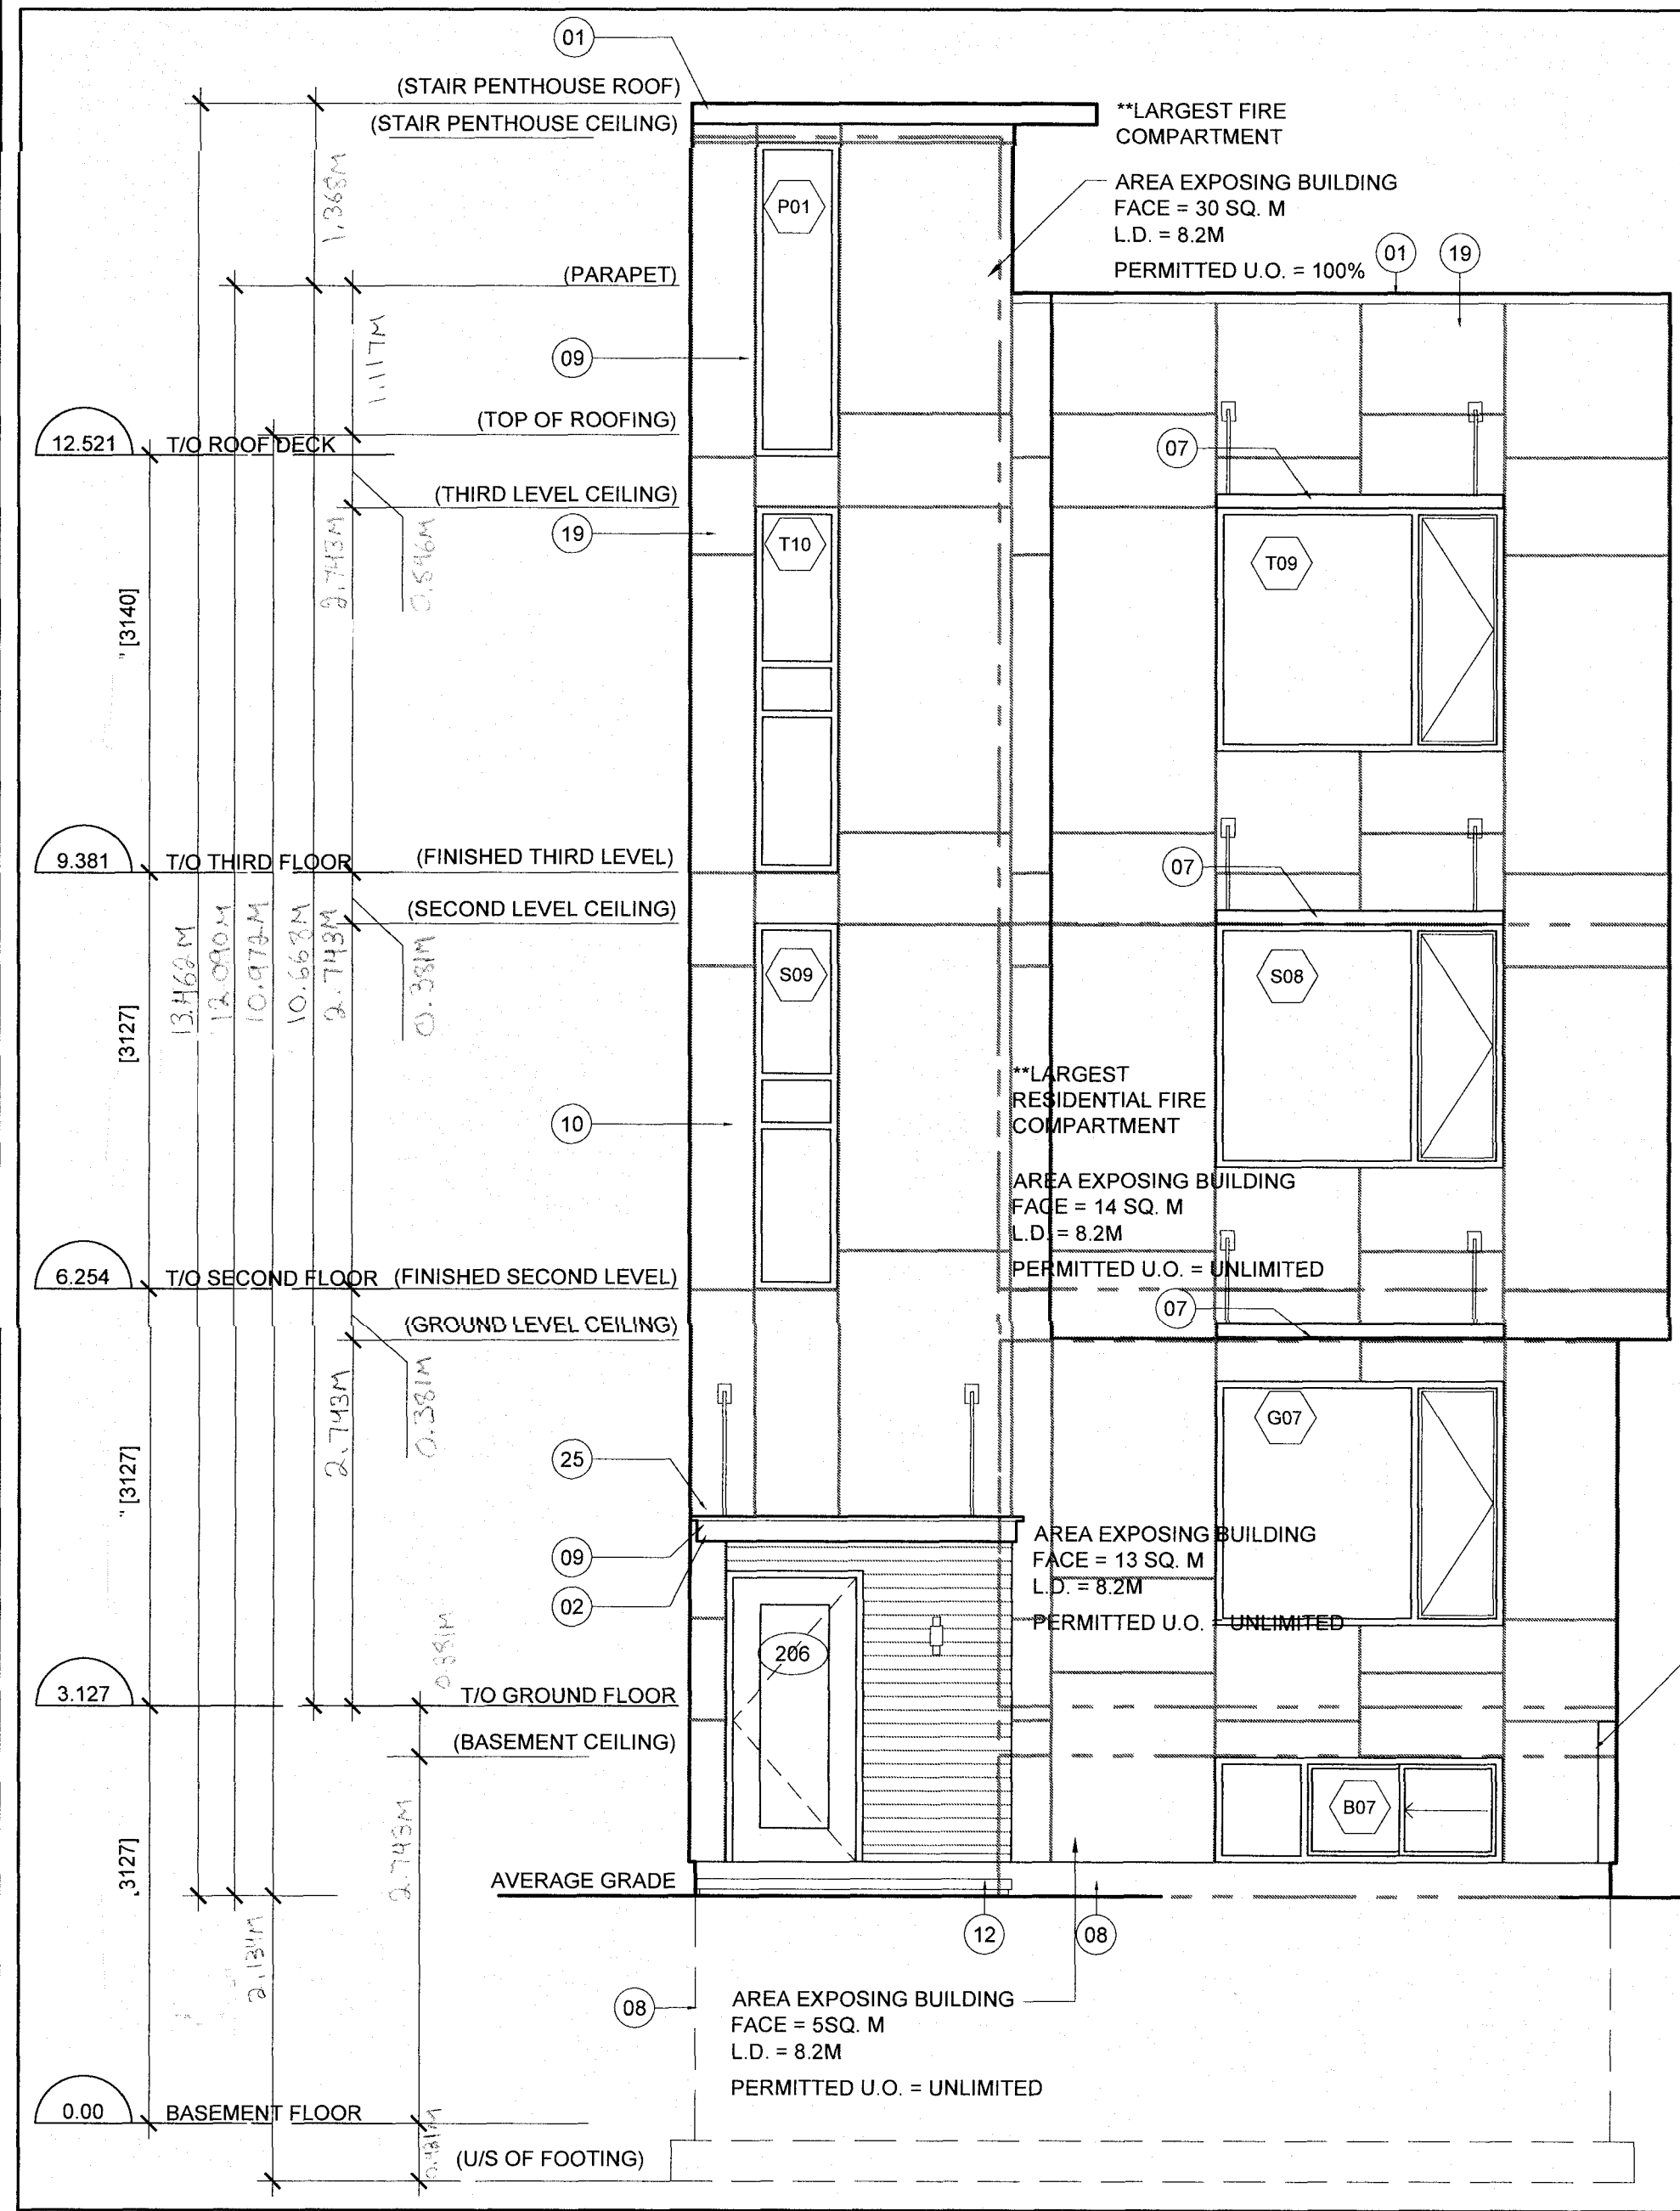 01
(STAIR PENTHOUSE ROOF)
(STAIR PENTHOUSE CEILING)
**LARGEST FIRE
COMPARTMENT
AREA EXPOSING BUILDING
FACE = 30 SQ. M
L.D. = 8.2M
PERMITTED U.O. = 100%
1.368M
P01
01
19
(PARAPET)
1.117M
09
(TOP OF ROOFING)
12.521
T/O ROOF DECK
07
(THIRD LEVEL CEILING)
19
T10
T09
2.743M
0.546M
" [3140]
9.381
T/O THIRD FLOOR
(FINISHED THIRD LEVEL)
07
(SECOND LEVEL CEILING)
S09
S08
13.462M
12.090M
10.972M
10.668M
2.743M
0.381M
[3127]
**LARGEST
RESIDENTIAL FIRE
COMPARTMENT
10
AREA EXPOSING BUILDING
FACE = 14 SQ. M
L.D. = 8.2M
PERMITTED U.O. = UNLIMITED
6.254
T/O SECOND FLOOR
(FINISHED SECOND LEVEL)
07
(GROUND LEVEL CEILING)
2.743M
0.381M
G07
" [3127]
25
AREA EXPOSING BUILDING
FACE = 13 SQ. M
L.D. = 8.2M
PERMITTED U.O. = UNLIMITED
09
02
206
0.381M
3.127
T/O GROUND FLOOR
(BASEMENT CEILING)
B07
3127]
2.743M
AVERAGE GRADE
12
08
2.134M
08
AREA EXPOSING BUILDING
FACE = 5SQ. M
L.D. = 8.2M
PERMITTED U.O. = UNLIMITED
0.00
BASEMENT FLOOR
(U/S OF FOOTING)